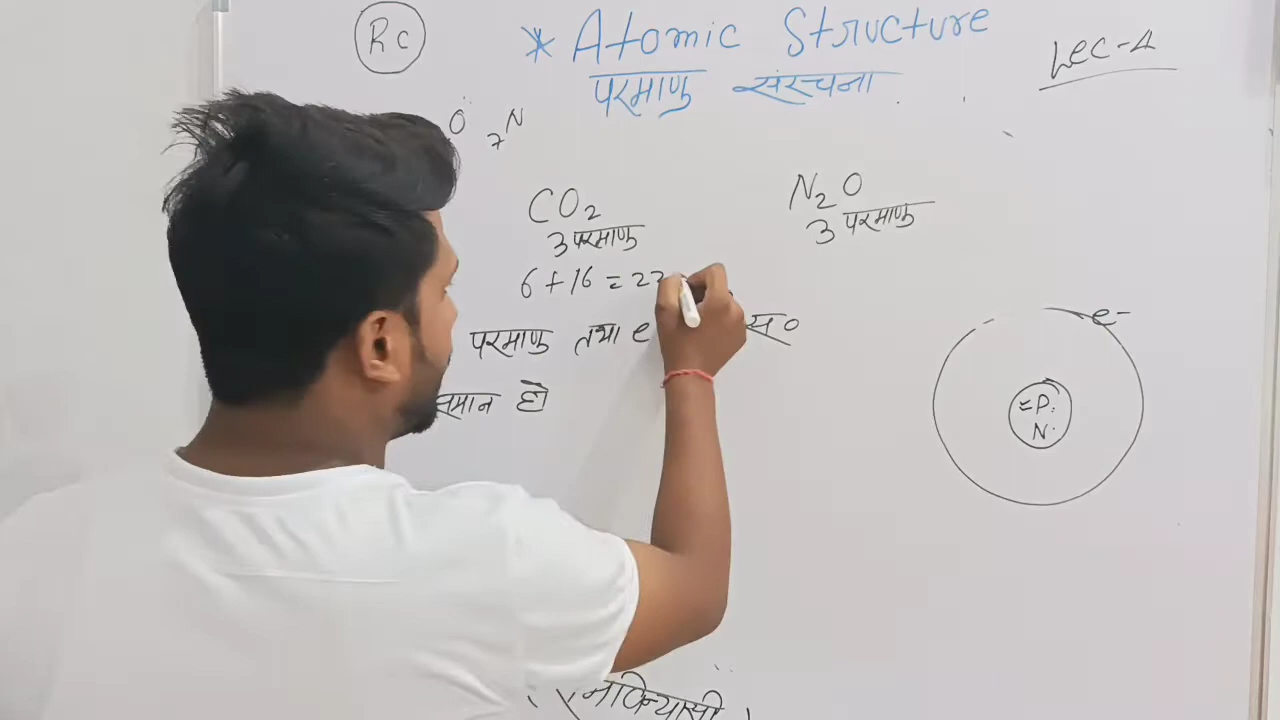 Rc
* Atomic Structure
Lec-4
परमाणु संरचना
O 7N
CO2
N2O
3 परमाणु
3 परमाणु
6 + 16 = 22
परमाणु तथा e
स०
समान हो
e-
P
N